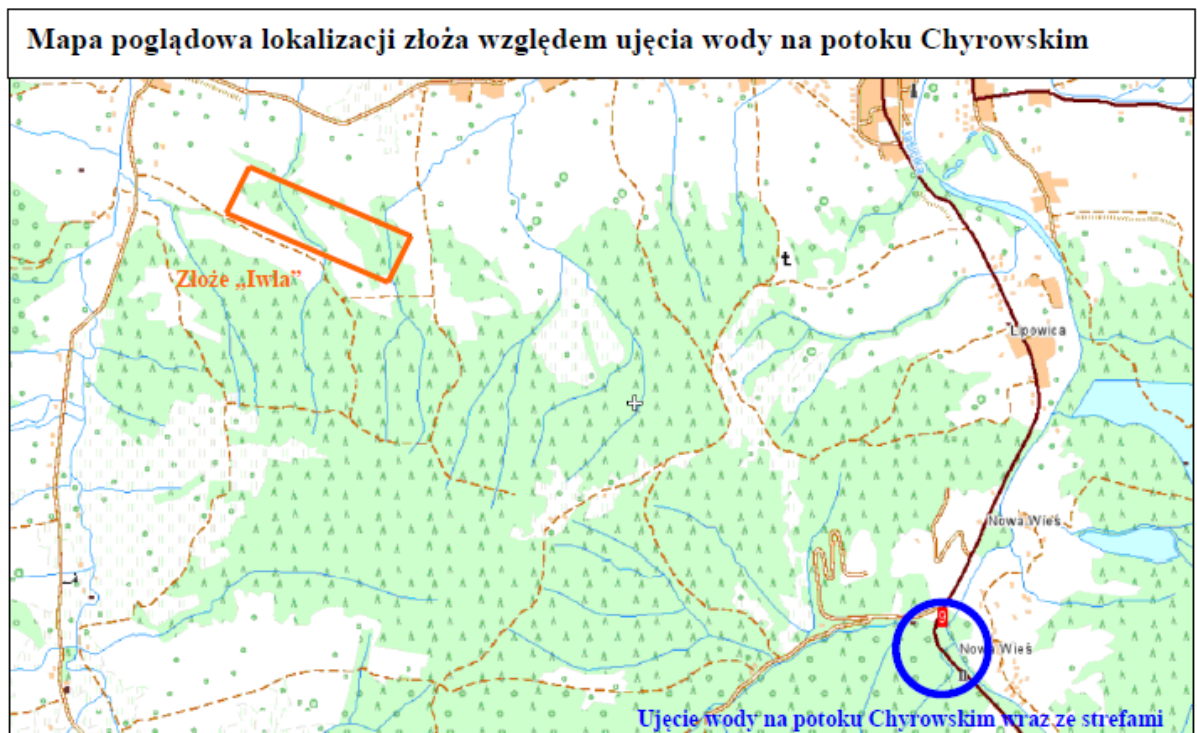 Mapa poglądowa lokalizacji złoża względem ujęcia wody na potoku Chyrowskim
Złoże „Iwla”
Lipowica
Nowa Wieś
9
Nowa Wieś
Ujęcie wody na potoku Chyrowskim wraz ze strefami